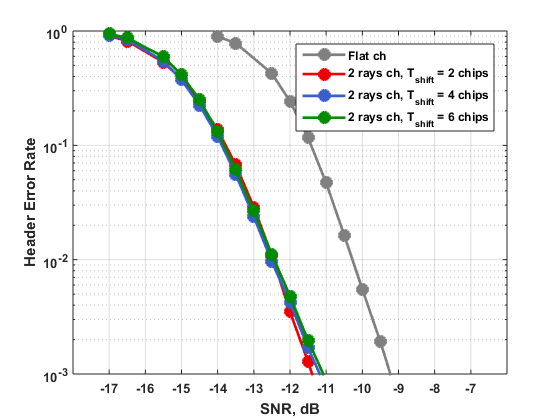 10^0
10^-1
10^-2
10^-3
Header Error Rate
Flat ch
2 rays ch, T_shift = 2 chips
2 rays ch, T_shift = 4 chips
2 rays ch, T_shift = 6 chips
-17 -16 -15 -14 -13 -12 -11 -10 -9 -8 -7
SNR, dB